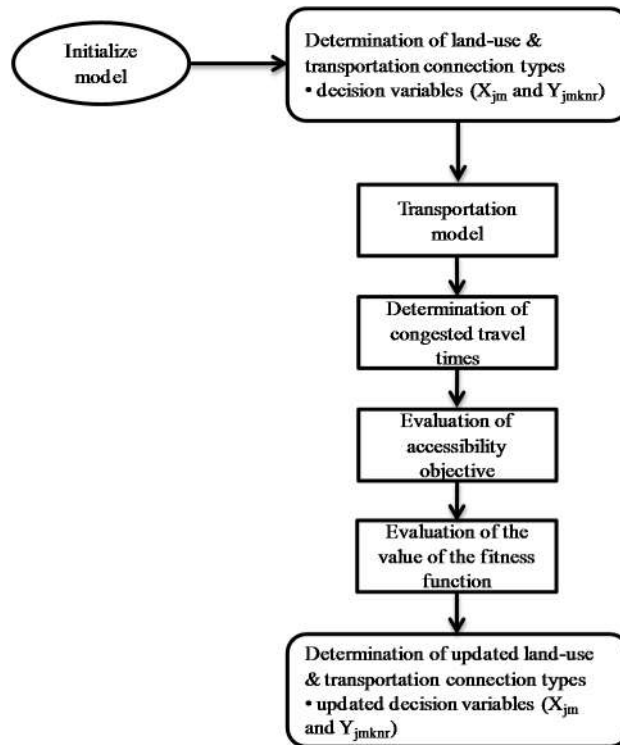 Initialize
model
Determination of land-use &
transportation connection types
• decision variables (Xjm and Yjmknr)
Transportation
model
Determination of
congested travel
times
Evaluation of
accessibility
objective
Evaluation of the
value of the fitness
function
Determination of updated land-use
& transportation connection types
• updated decision variables (Xjm
and Yjmknr)